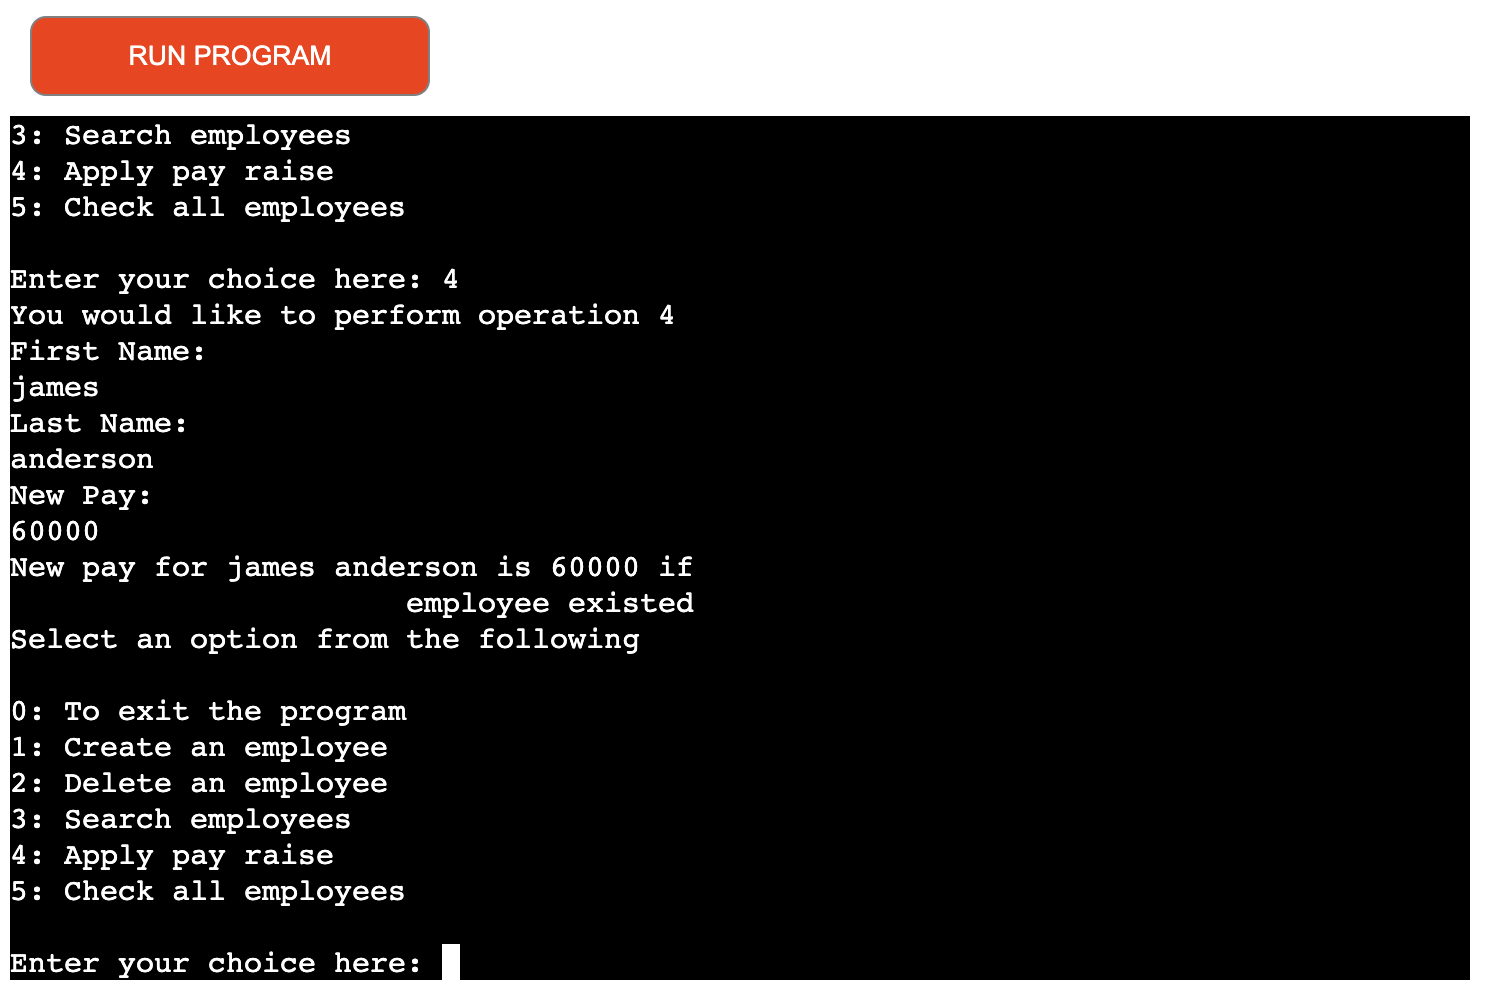 RUN PROGRAM
3: Search employees
4: Apply pay raise
5: Check all employees
Enter your choice here: 4
You would like to perform operation 4
First Name:
james
Last Name:
anderson
New Pay:
60000
New pay for james anderson is 60000 if
employee existed
Select an option from the following
0: To exit the program
1: Create an employee
2: Delete an employee
3: Search employees
4: Apply pay raise
5: Check all employees
Enter your choice here: